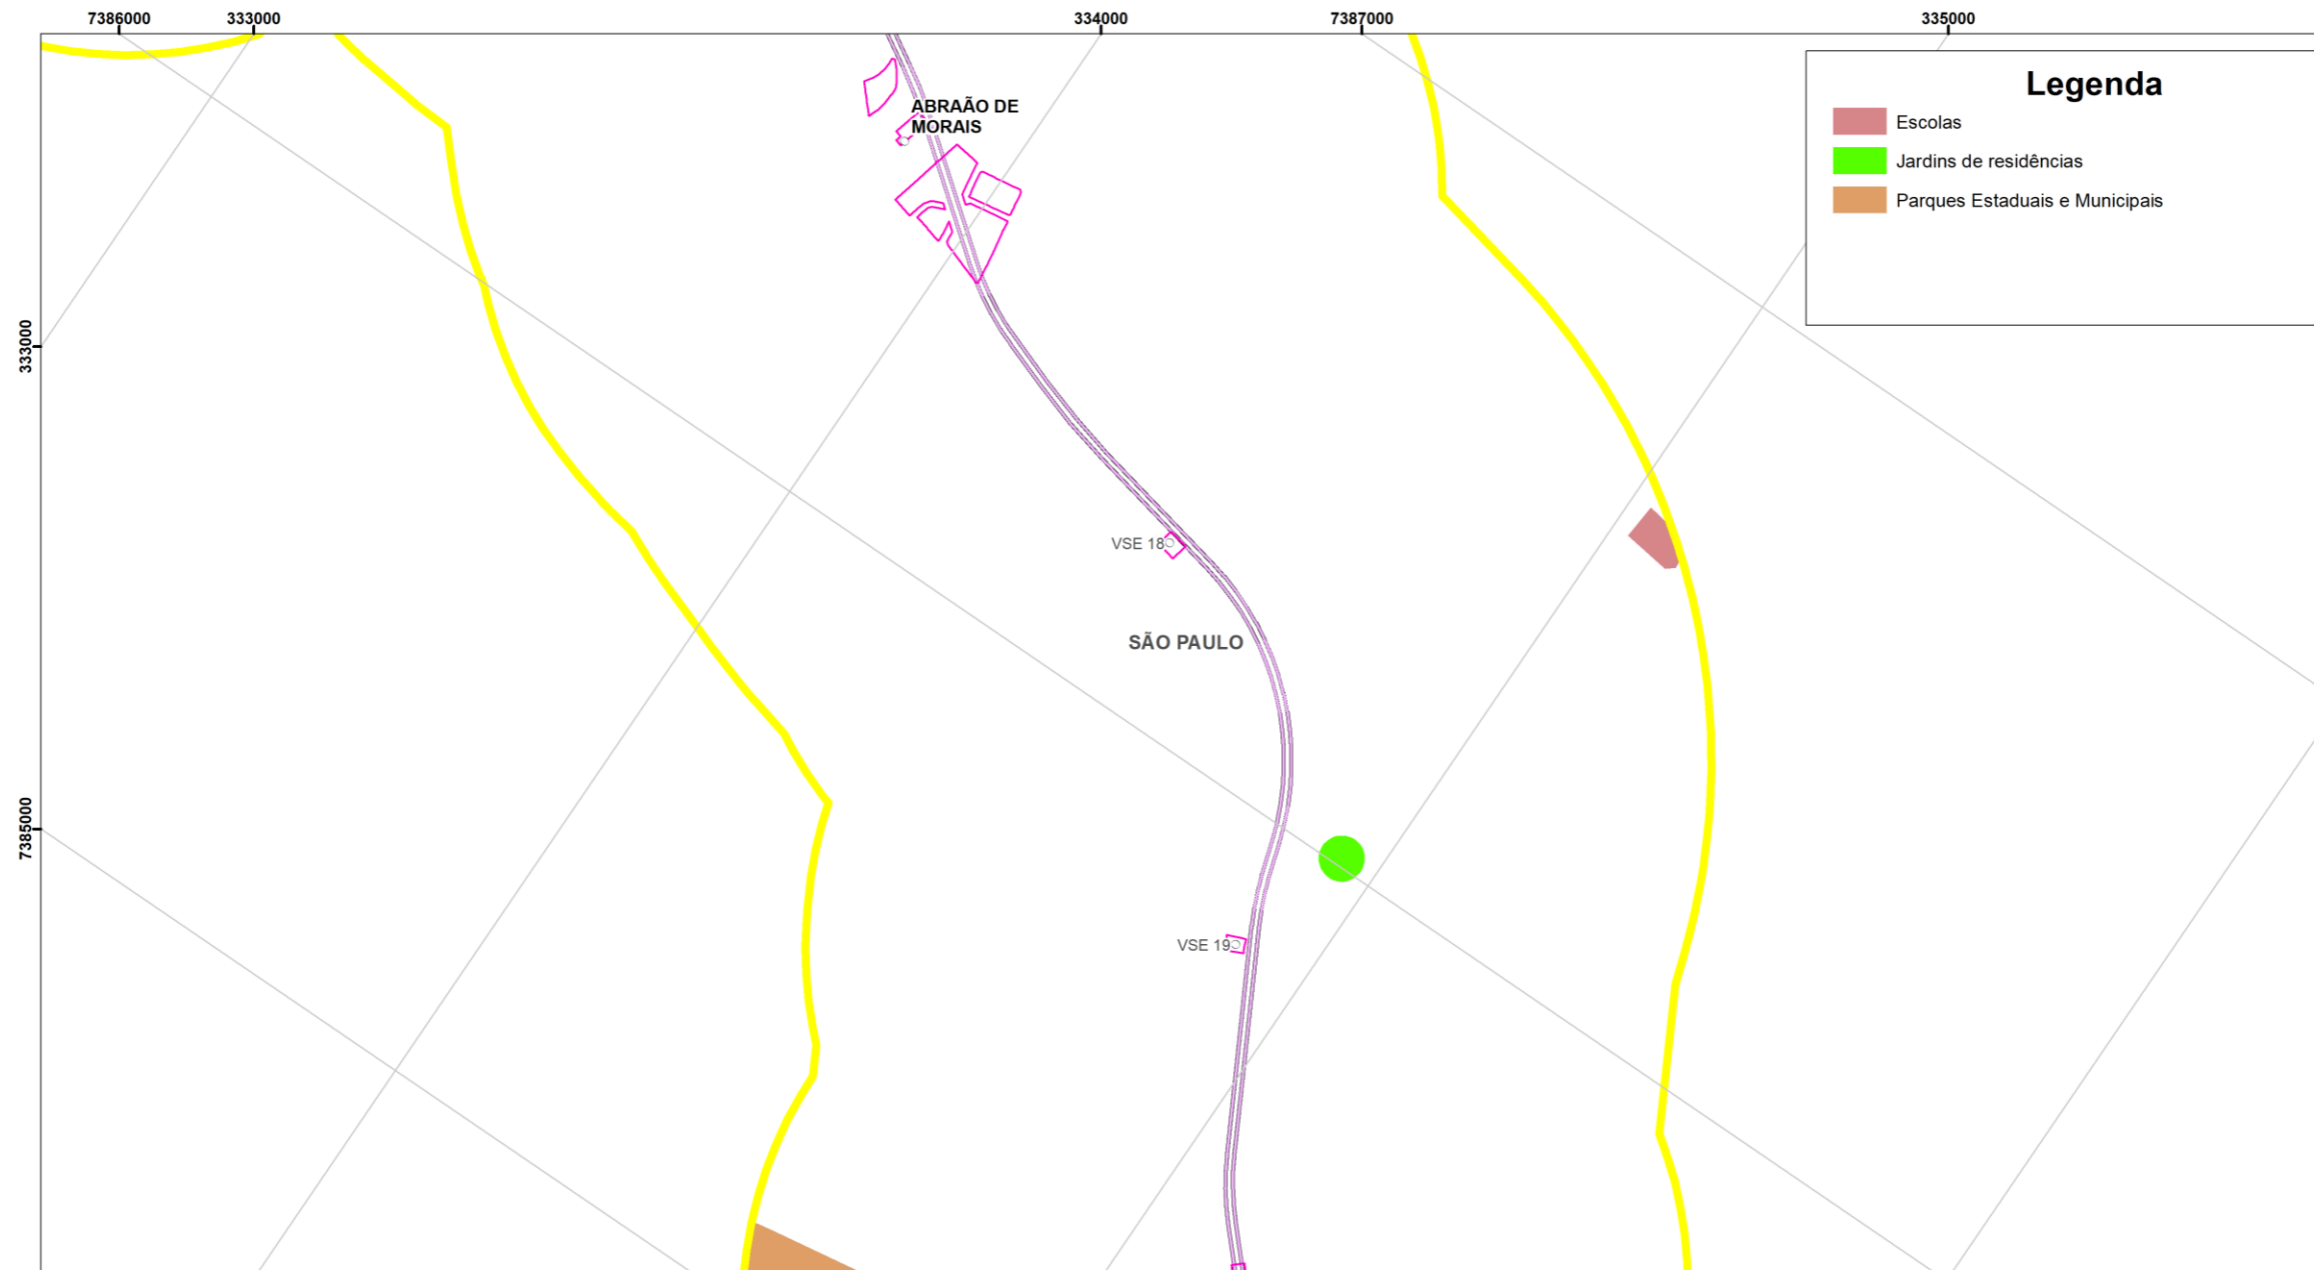 7386000
333000
334000
7387000
335000
Legenda
Escolas
Jardins de residências
Parques Estaduais e Municipais
ABRAÃO DE
MORAIS
333000
VSE 18
SÃO PAULO
7385000
VSE 19